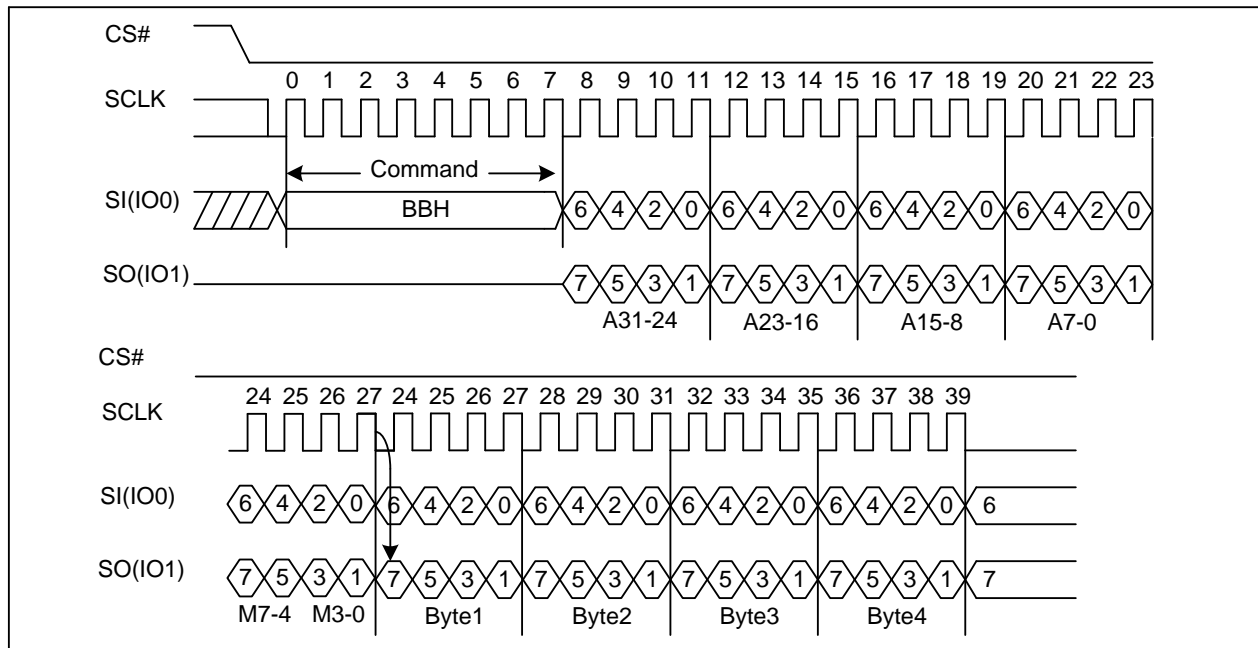 CS#
0 1 2 3 4 5 6 7 8 9 10 11 12 13 14 15 16 17 18 19 20 21 22 23
SCLK
Command
SI(IO0)
BBH
6 4 2 0 6 4 2 0 6 4 2 0 6 4 2 0
SO(IO1)
7 5 3 1 7 5 3 1 7 5 3 1 7 5 3 1
A31-24 A23-16 A15-8 A7-0
CS#
24 25 26 27 24 25 26 27 28 29 30 31 32 33 34 35 36 37 38 39
SCLK
SI(IO0)
6 4 2 0 6 4 2 0 6 4 2 0 6 4 2 0 6 4 2 0 6
SO(IO1)
7 5 3 1 7 5 3 1 7 5 3 1 7 5 3 1 7 5 3 1 7
M7-4 M3-0 Byte1 Byte2 Byte3 Byte4